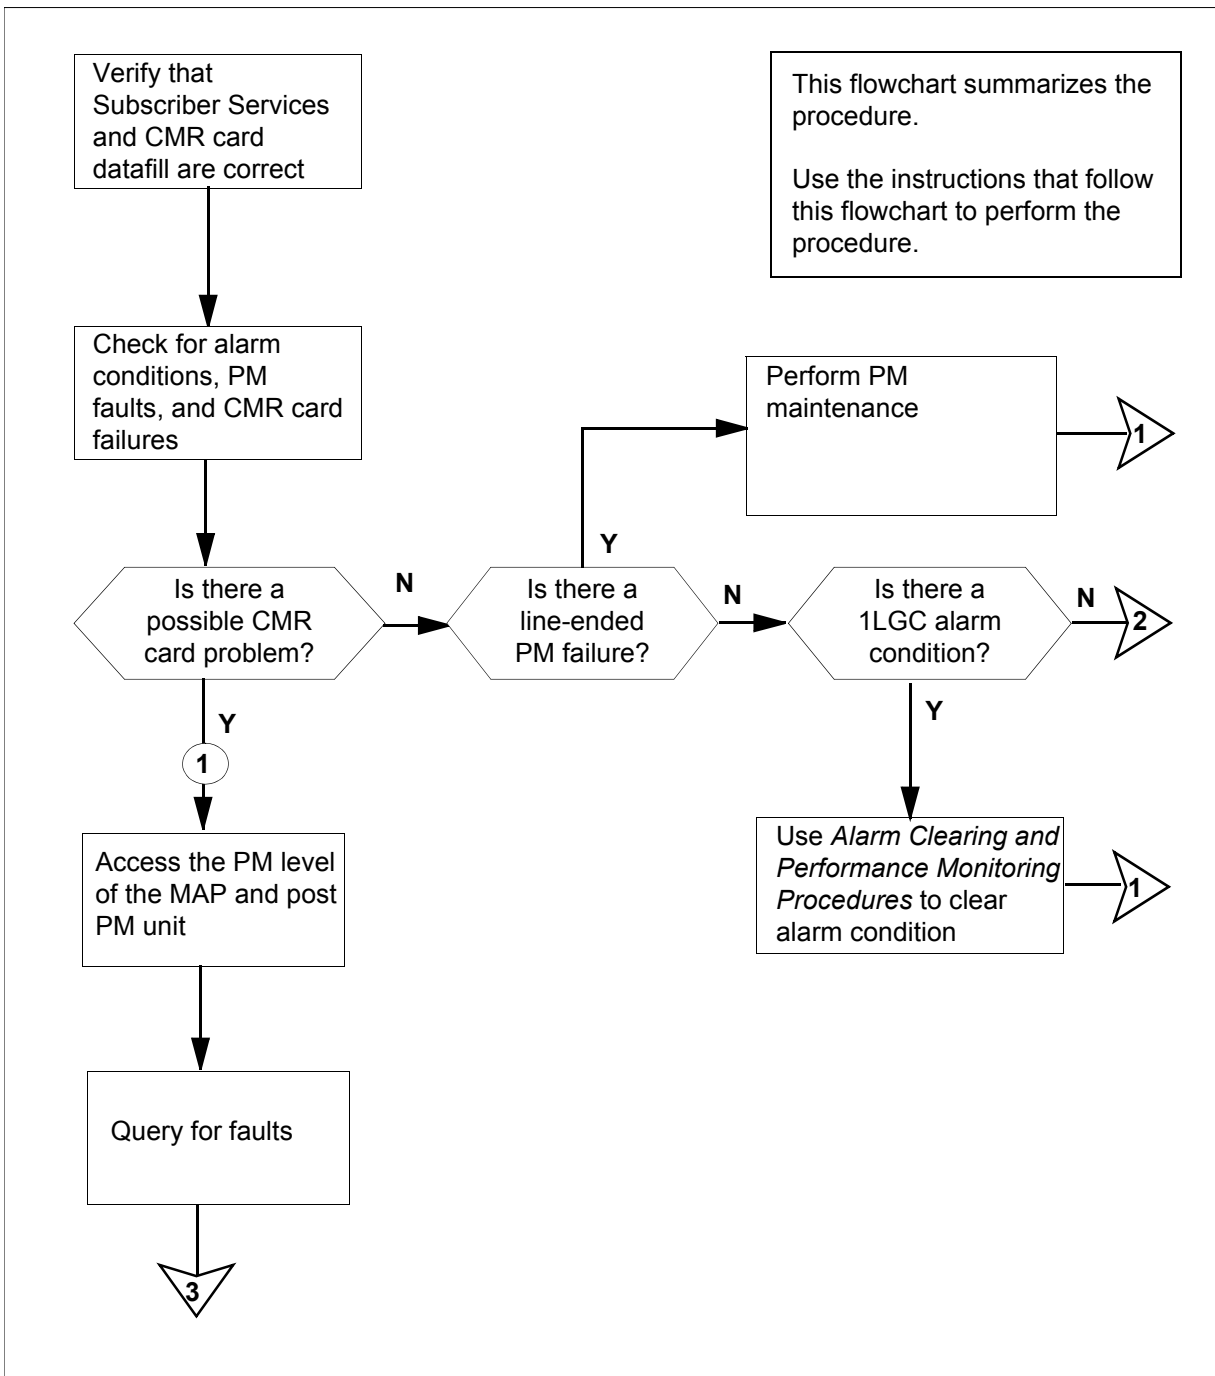 Verify that
Subscriber Services
and CMR card
datafill are correct
This flowchart summarizes the
procedure.
Use the instructions that follow
this flowchart to perform the
procedure.
Check for alarm
conditions, PM
faults, and CMR card
failures
Perform PM
maintenance
1
Y
Is there a
possible CMR
card problem?
N
Is there a
line-ended
PM failure?
N
Is there a
1LGC alarm
condition?
N
2
Y
Y
1
Access the PM level
of the MAP and post
PM unit
Use Alarm Clearing and
Performance Monitoring
Procedures to clear
alarm condition
1
Query for faults
3